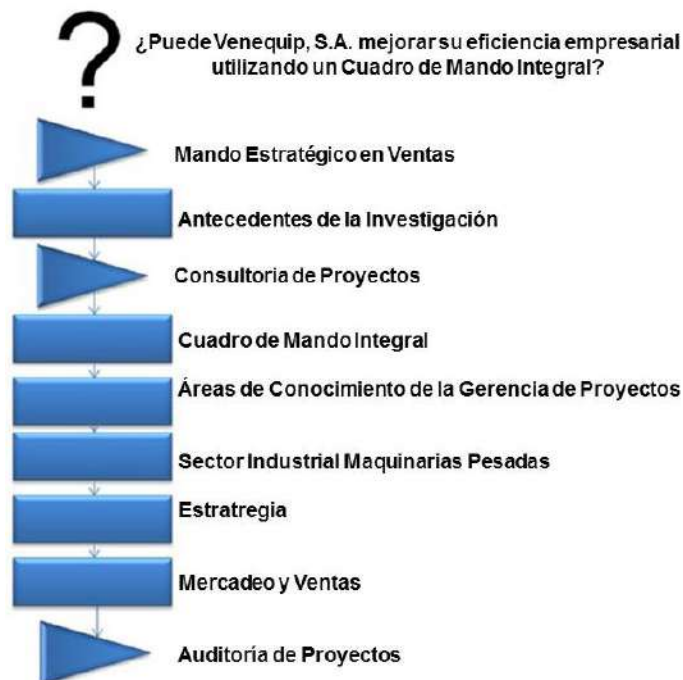 ?
¿Puede Venequip, S.A. mejorar su eficiencia empresarial
utilizando un Cuadro de Mando Integral?
Mando Estratégico en Ventas
Antecedentes de la Investigación
Consultoria de Proyectos
Cuadro de Mando Integral
Áreas de Conocimiento de la Gerencia de Proyectos
Sector Industrial Maquinarias Pesadas
Estratregia
Mercadeo y Ventas
Auditoría de Proyectos